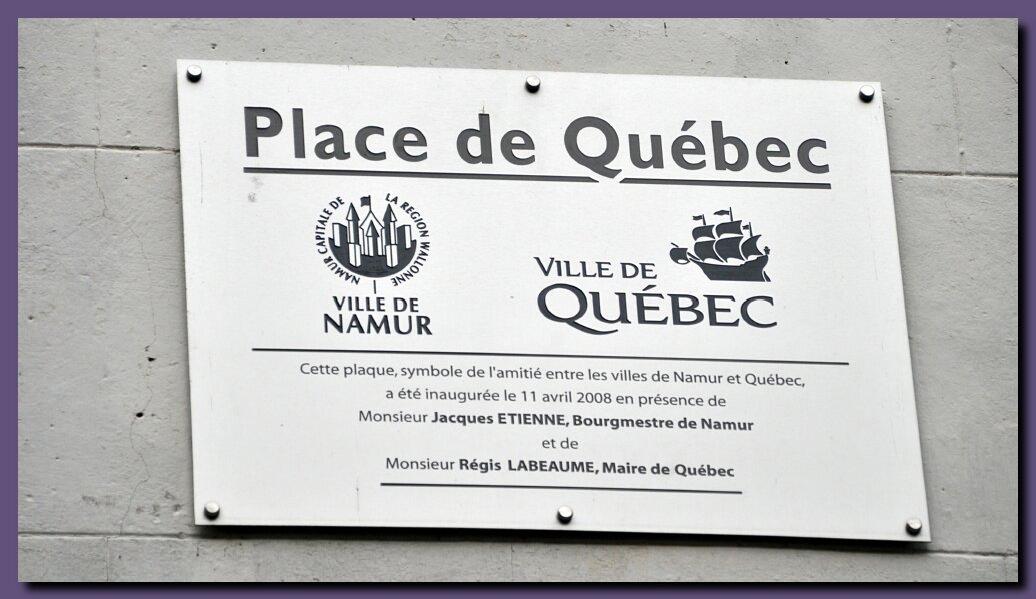 Place de Québec
NAMUR CAPITALE DE LA REGION WALLONNE
VILLE DE
NAMUR
VILLE DE
QUÉBEC
Cette plaque, symbole de l'amitié entre les villes de Namur et Québec,
a été inaugurée le 11 avril 2008 en présence de
Monsieur Jacques ETIENNE, Bourgmestre de Namur
et de
Monsieur Régis LABEAUME, Maire de Québec